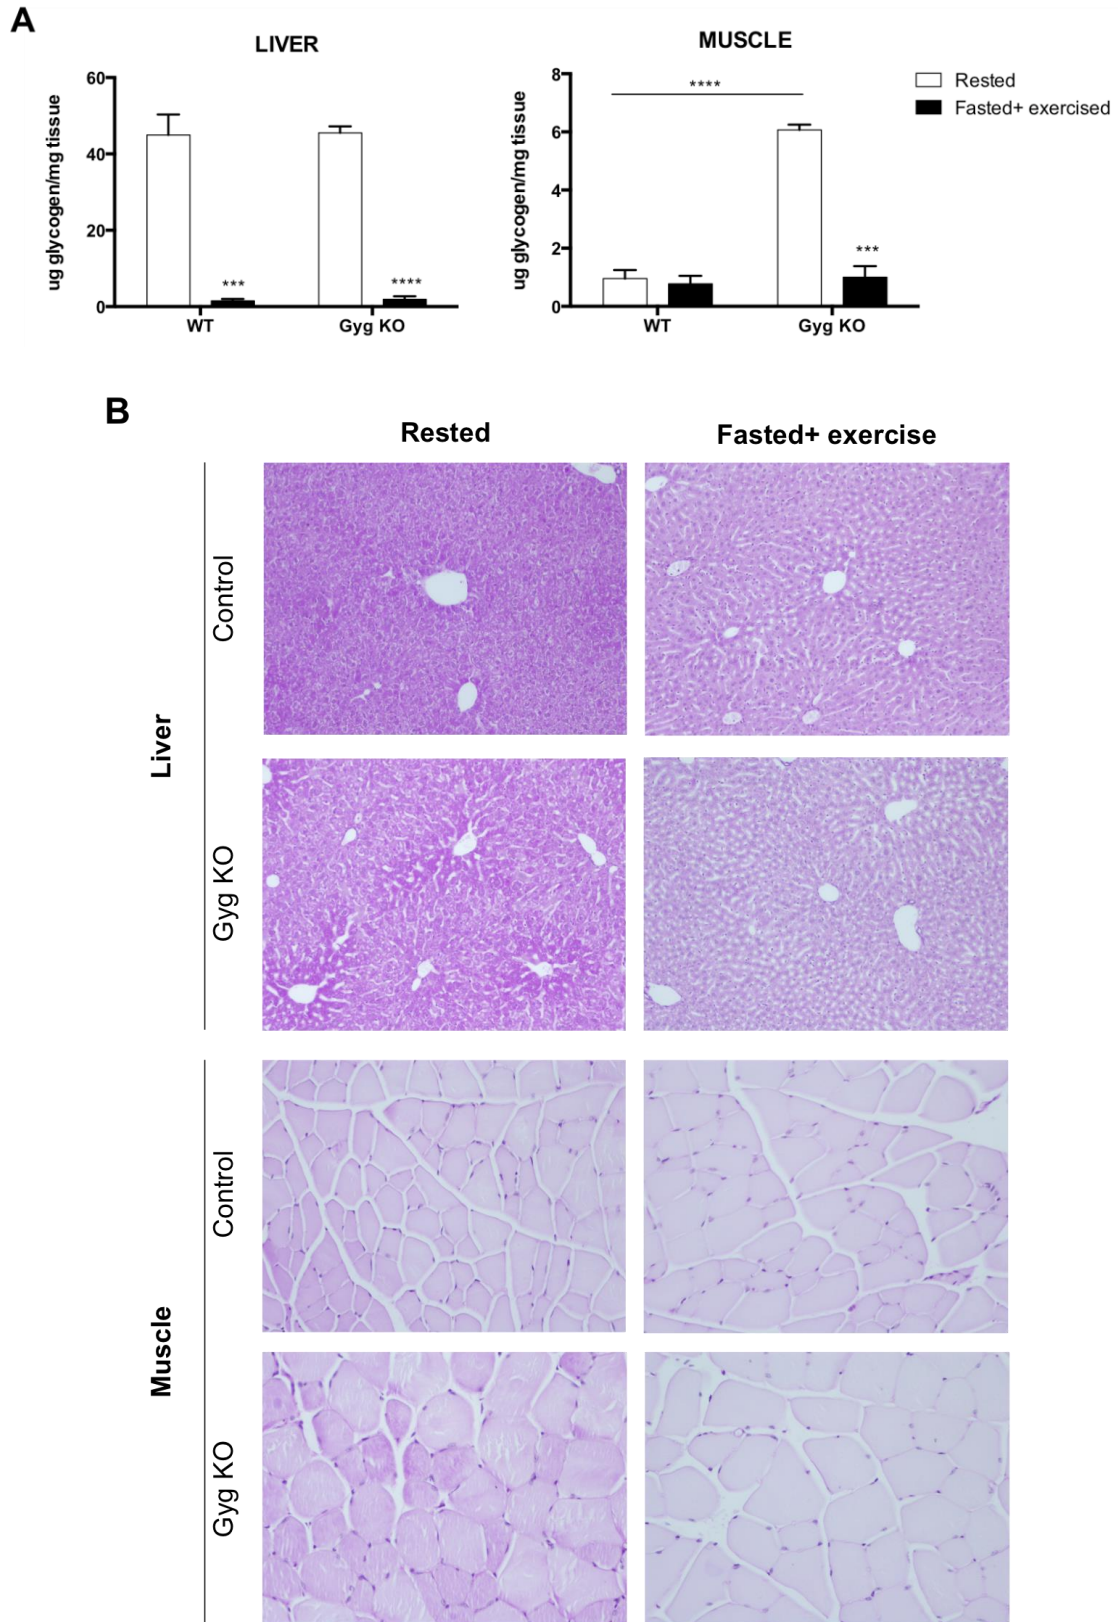 A
LIVER
ug glycogen/mg tissue
60
40
20
0
***
****
WT
Gyg KO
MUSCLE
ug glycogen/mg tissue
8
6
4
2
0
****
***
WT
Gyg KO
Rested
Fasted+ exercised
B
Rested
Fasted+ exercise
Liver
Control
Gyg KO
Muscle
Control
Gyg KO